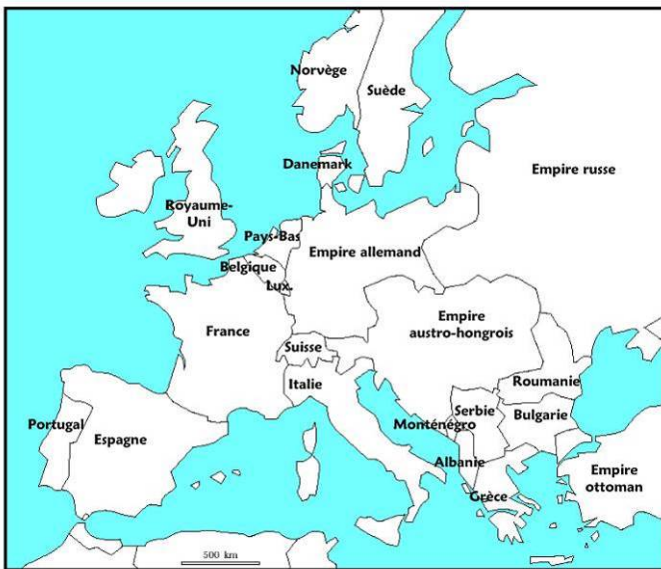 Norvège
Suède
Danemark
Empire russe
Royaume-
Uni
Pays-Bas
Empire allemand
Belgique
Lux.
Empire
austro-hongrois
France
Suisse
Italie
Roumanie
Serbie
Bulgarie
Monténégro
Portugal
Espagne
Albanie
Empire
ottoman
Grèce
500 km